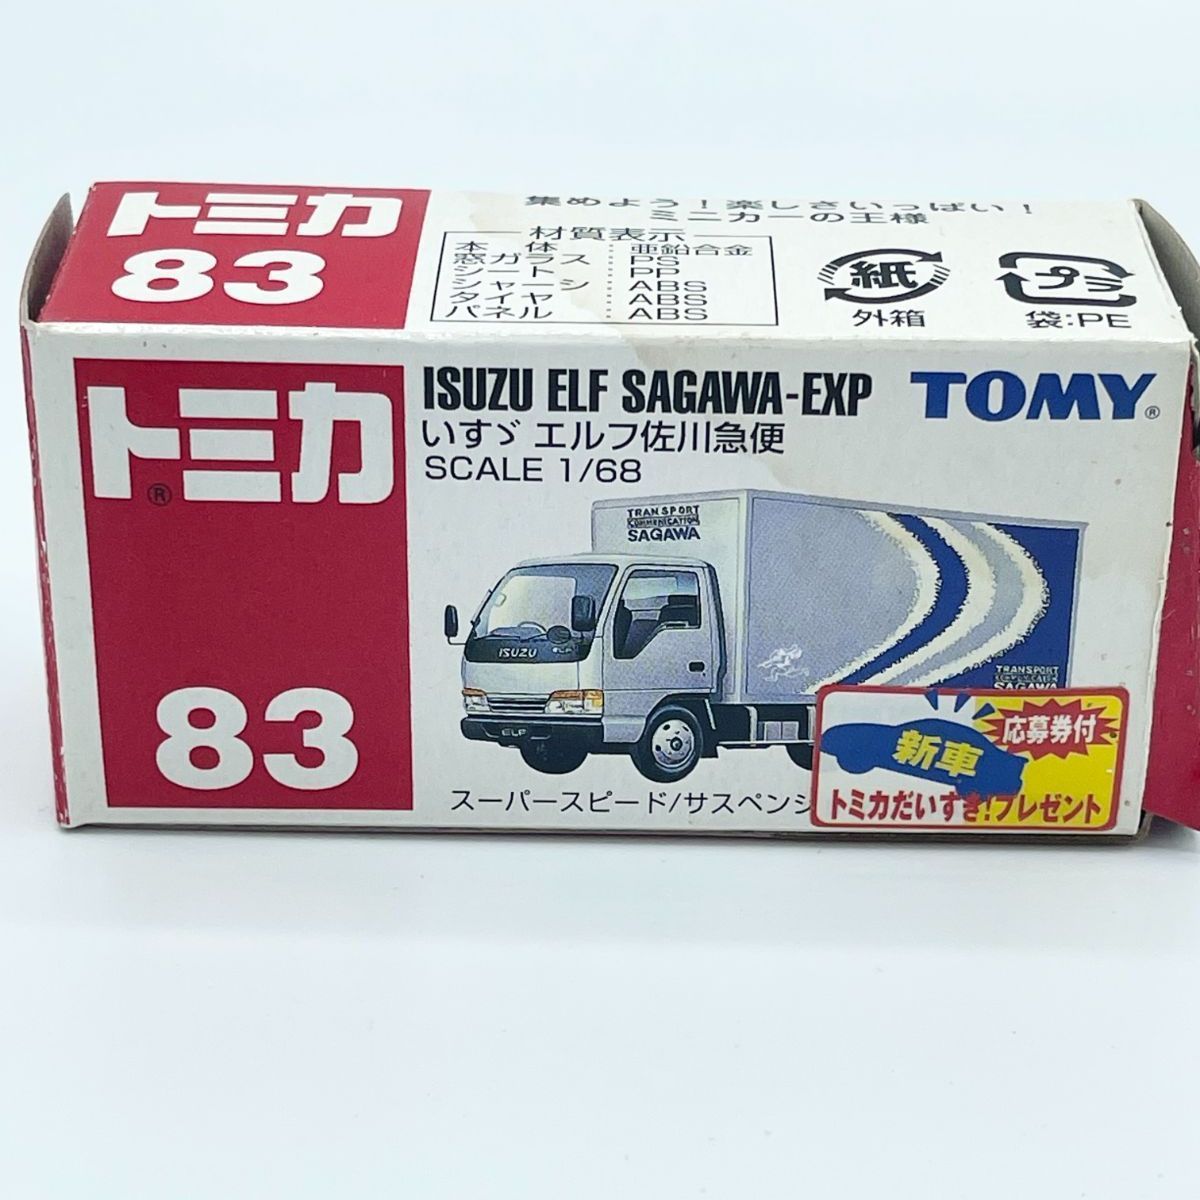 トミカ
83
集めよう！楽しさいっぱい！
ミニカーの王様
材質表示
本体 : 亜鉛合金
窓ガラス : PS
シート : PP
シャーシ : ABS
タイヤ : ABS
パネル : ABS
紙
外箱
プラ
袋:PE
トミカ®
83
ISUZU ELF SAGAWA-EXP
いすゞ エルフ佐川急便
SCALE 1/68
TOMY®
TRANSPORT
COMMUNICATION
SAGAWA
ISUZU
ELF
ELF
TRANSPORT
COMMUNICATION
SAGAWA
スーパースピード/サスペンシ
新車
応募券付
トミカだいすき!プレゼント